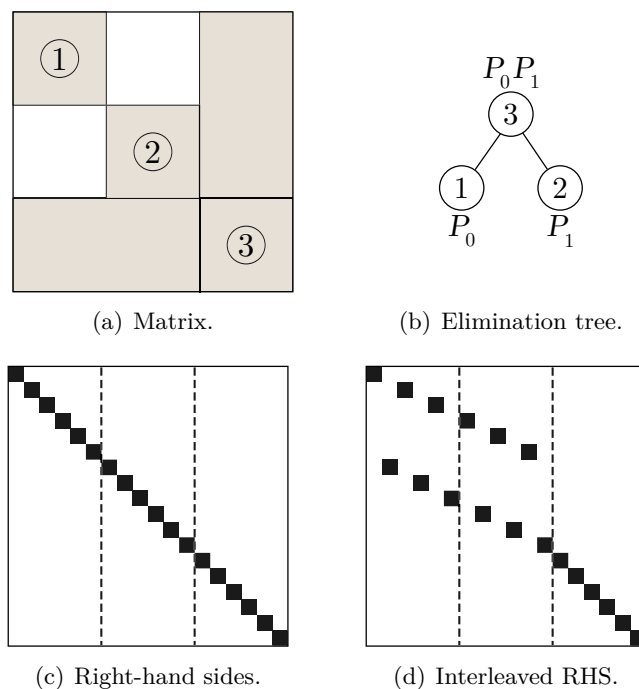 ①
②
③
P₀P₁
3
1 2
P₀ P₁
(a) Matrix.
(b) Elimination tree.
(c) Right-hand sides.
(d) Interleaved RHS.